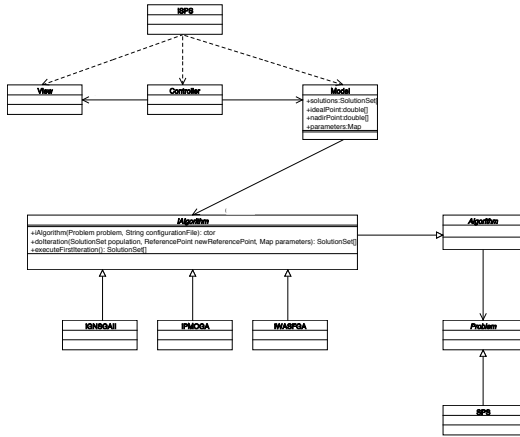 ISPS
View
Controller
Model
+solutions:SolutionSet[]
+idealPoint:double[]
+nadirPoint:double[]
+parameters:Map
iAlgorithm
+iAlgorithm(Problem problem, String configurationFile): ctor
+doIteration(SolutionSet population, ReferencePoint newReferencePoint, Map parameters): SolutionSet[]
+executeFirstIteration(): SolutionSet[]
Algorithm
IGNSGAII
IPMOGA
IWASFGA
Problem
SPS